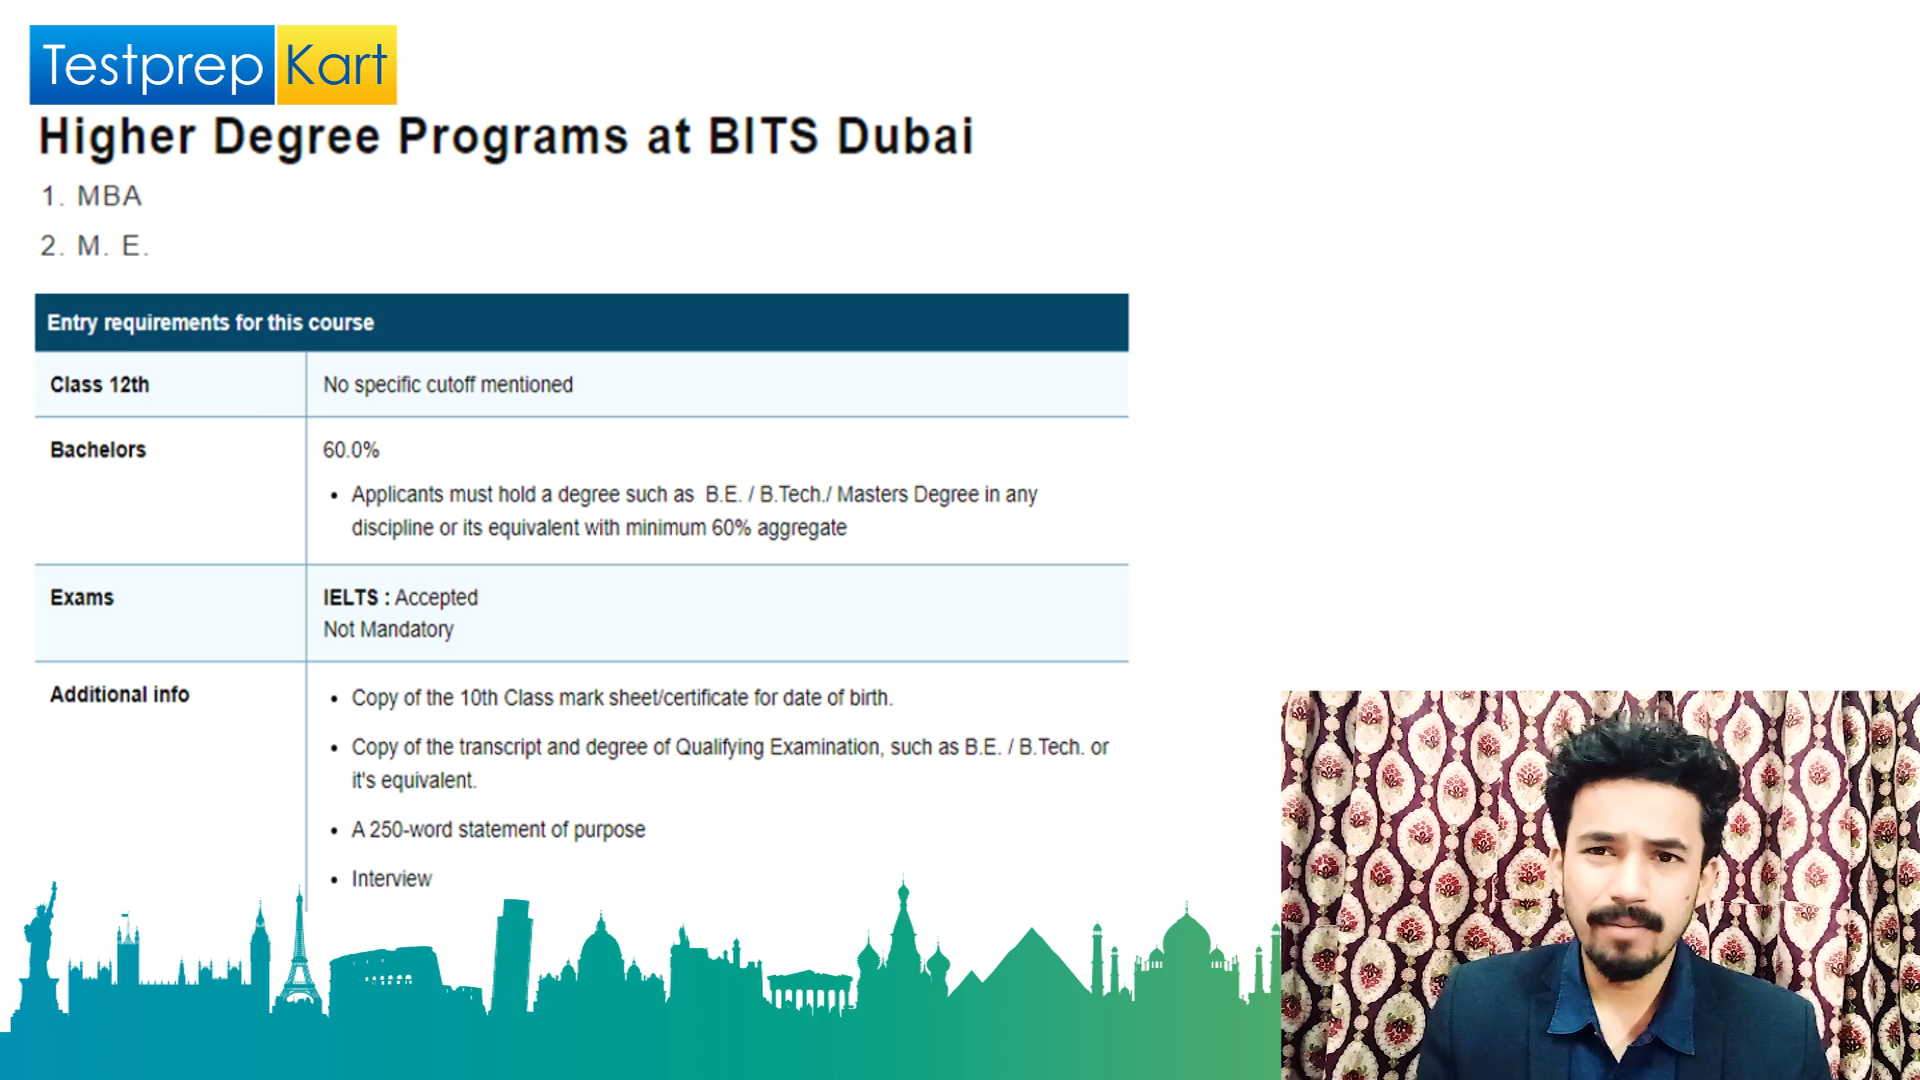 Testprep Kart
Higher Degree Programs at BITS Dubai
1. MBA
2. M. E.
Entry requirements for this course
Class 12th
No specific cutoff mentioned
Bachelors
60.0%
• Applicants must hold a degree such as B.E. / B.Tech./ Masters Degree in any
discipline or its equivalent with minimum 60% aggregate
Exams
IELTS : Accepted
Not Mandatory
Additional info
• Copy of the 10th Class mark sheet/certificate for date of birth.
• Copy of the transcript and degree of Qualifying Examination, such as B.E. / B.Tech. or
it's equivalent.
• A 250-word statement of purpose
• Interview